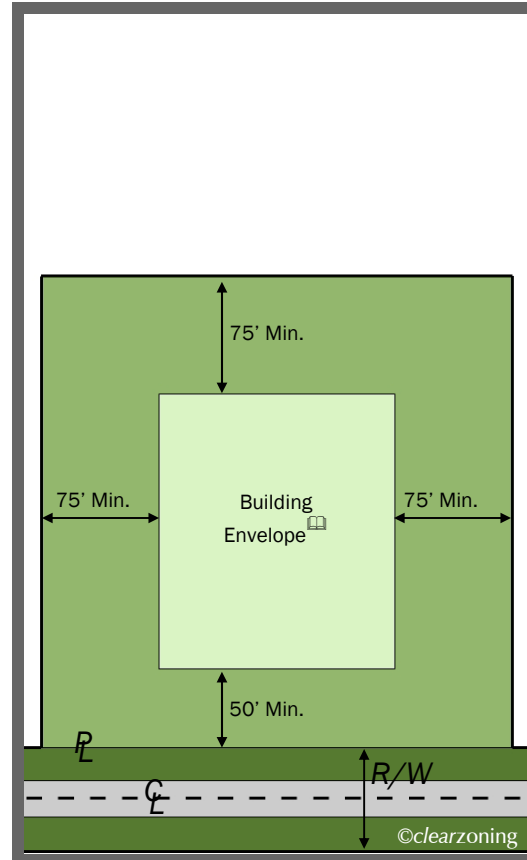 75’ Min.
75’ Min.
Building
Envelope
75’ Min.
50’ Min.
PL
R/W
CL
©clearzoning